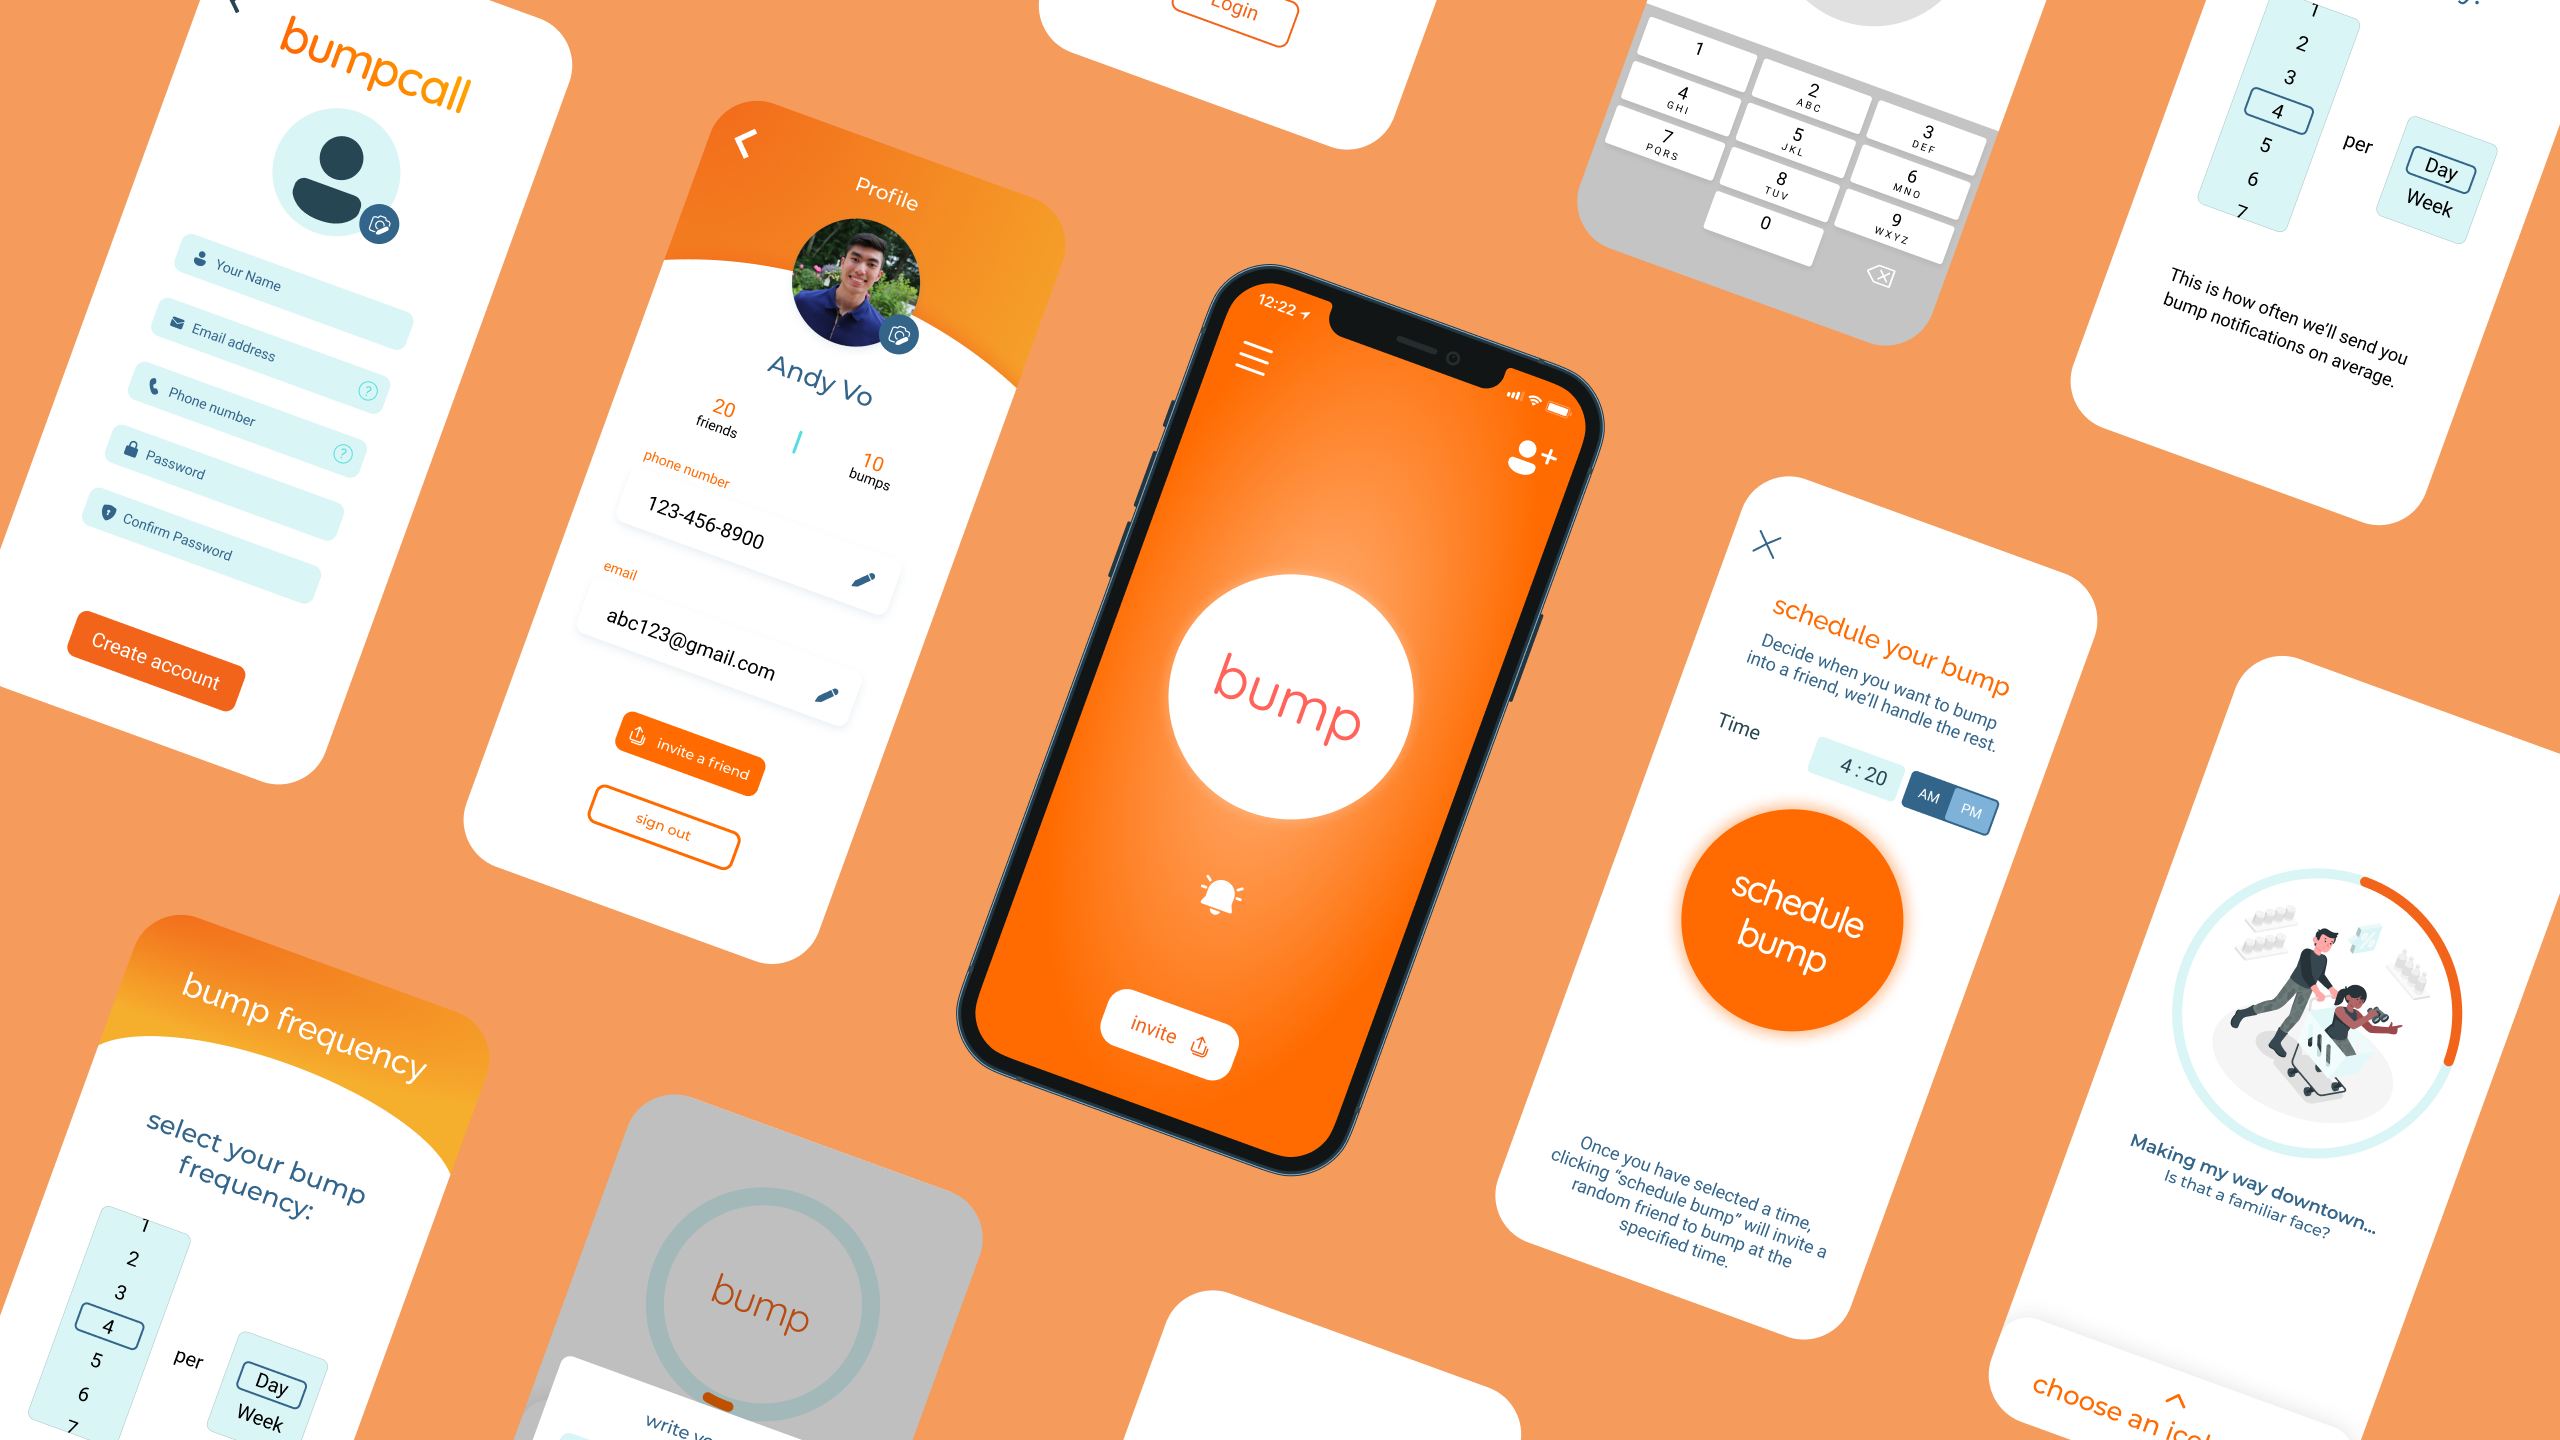 bumpcall
Your Name
Email address
?
Phone number
?
Password
Confirm Password
Create account
Profile
Andy Vo
20
friends
10
bumps
phone number
123-456-8900
email
abc123@gmail.com
invite a friend
sign out
Login
12:22
bump
invite
1
2
ABC
3
DEF
4
GHI
5
JKL
6
MNO
7
PQRS
8
TUV
9
WXYZ
0
1
2
3
4
5
6
7
per
Day
Week
This is how often we'll send you
bump notifications on average.
schedule your bump
Decide when you want to bump
into a friend, we'll handle the rest.
Time
4 : 20
AM
PM
schedule
bump
Once you have selected a time,
clicking "schedule bump" will invite a
random friend to bump at the
specified time.
%
Making my way downtown...
Is that a familiar face?
choose an
bump frequency
select your bump
frequency:
1
2
3
4
5
6
7
per
Day
Week
bump
write